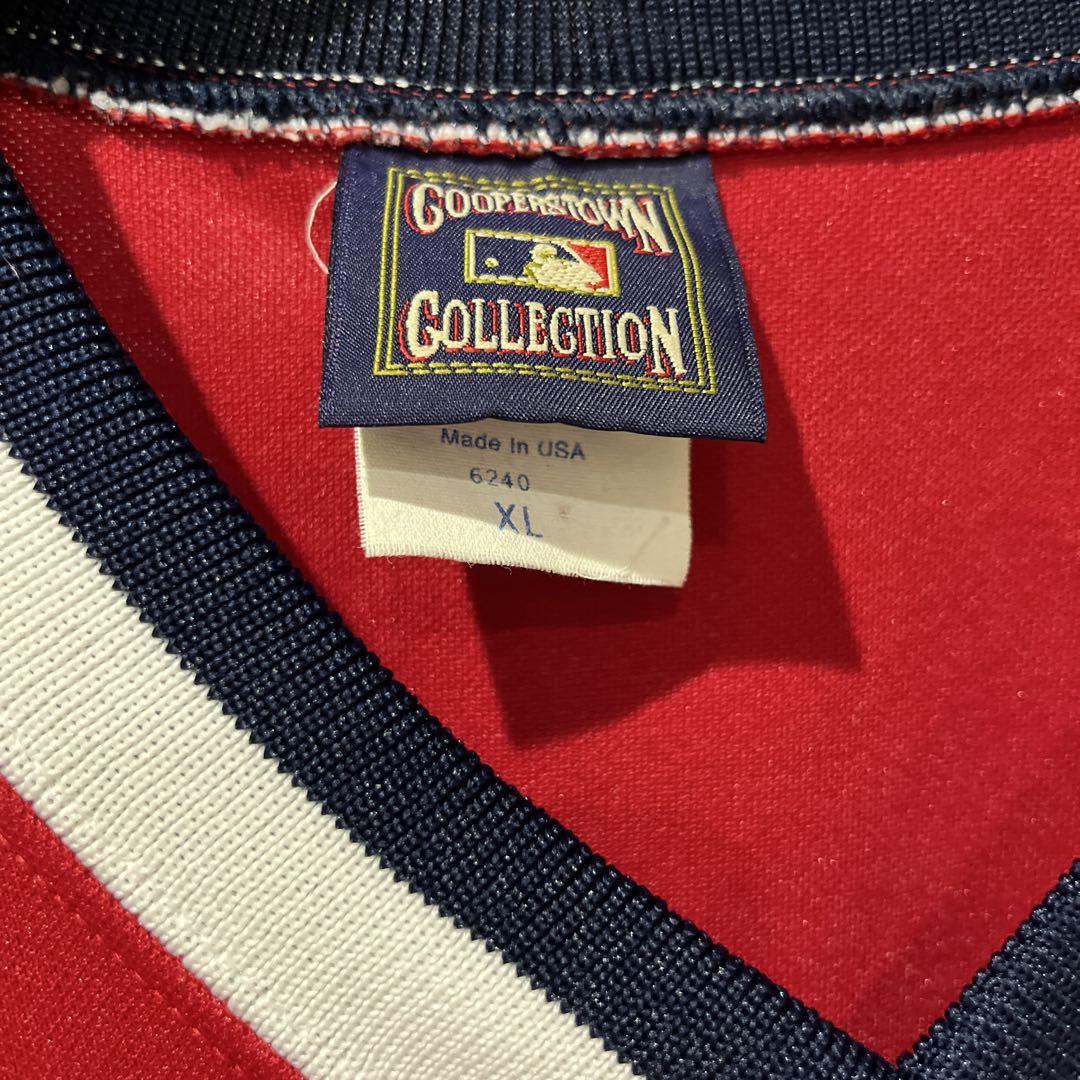 COOPERSTOWN
COLLECTION
Made In USA
6240
XL